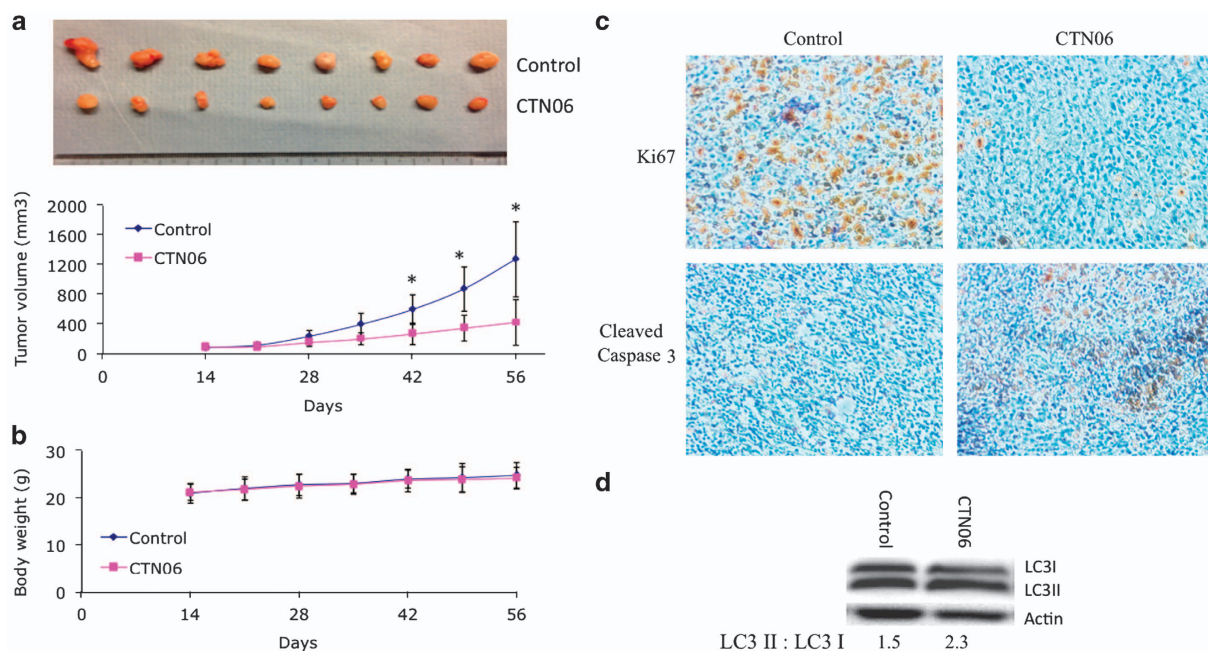 a
Control
CTN06
Tumor volume (mm3)
2000
1600
1200
800
400
0
Control
CTN06
*
*
*
0 14 28 42 56
Days
b
Body weight (g)
30
20
10
0
Control
CTN06
0 14 28 42 56
Days
c
Control CTN06
Ki67
Cleaved
Caspase 3
d
Control CTN06
LC3I
LC3II
Actin
LC3 II : LC3 I 1.5 2.3